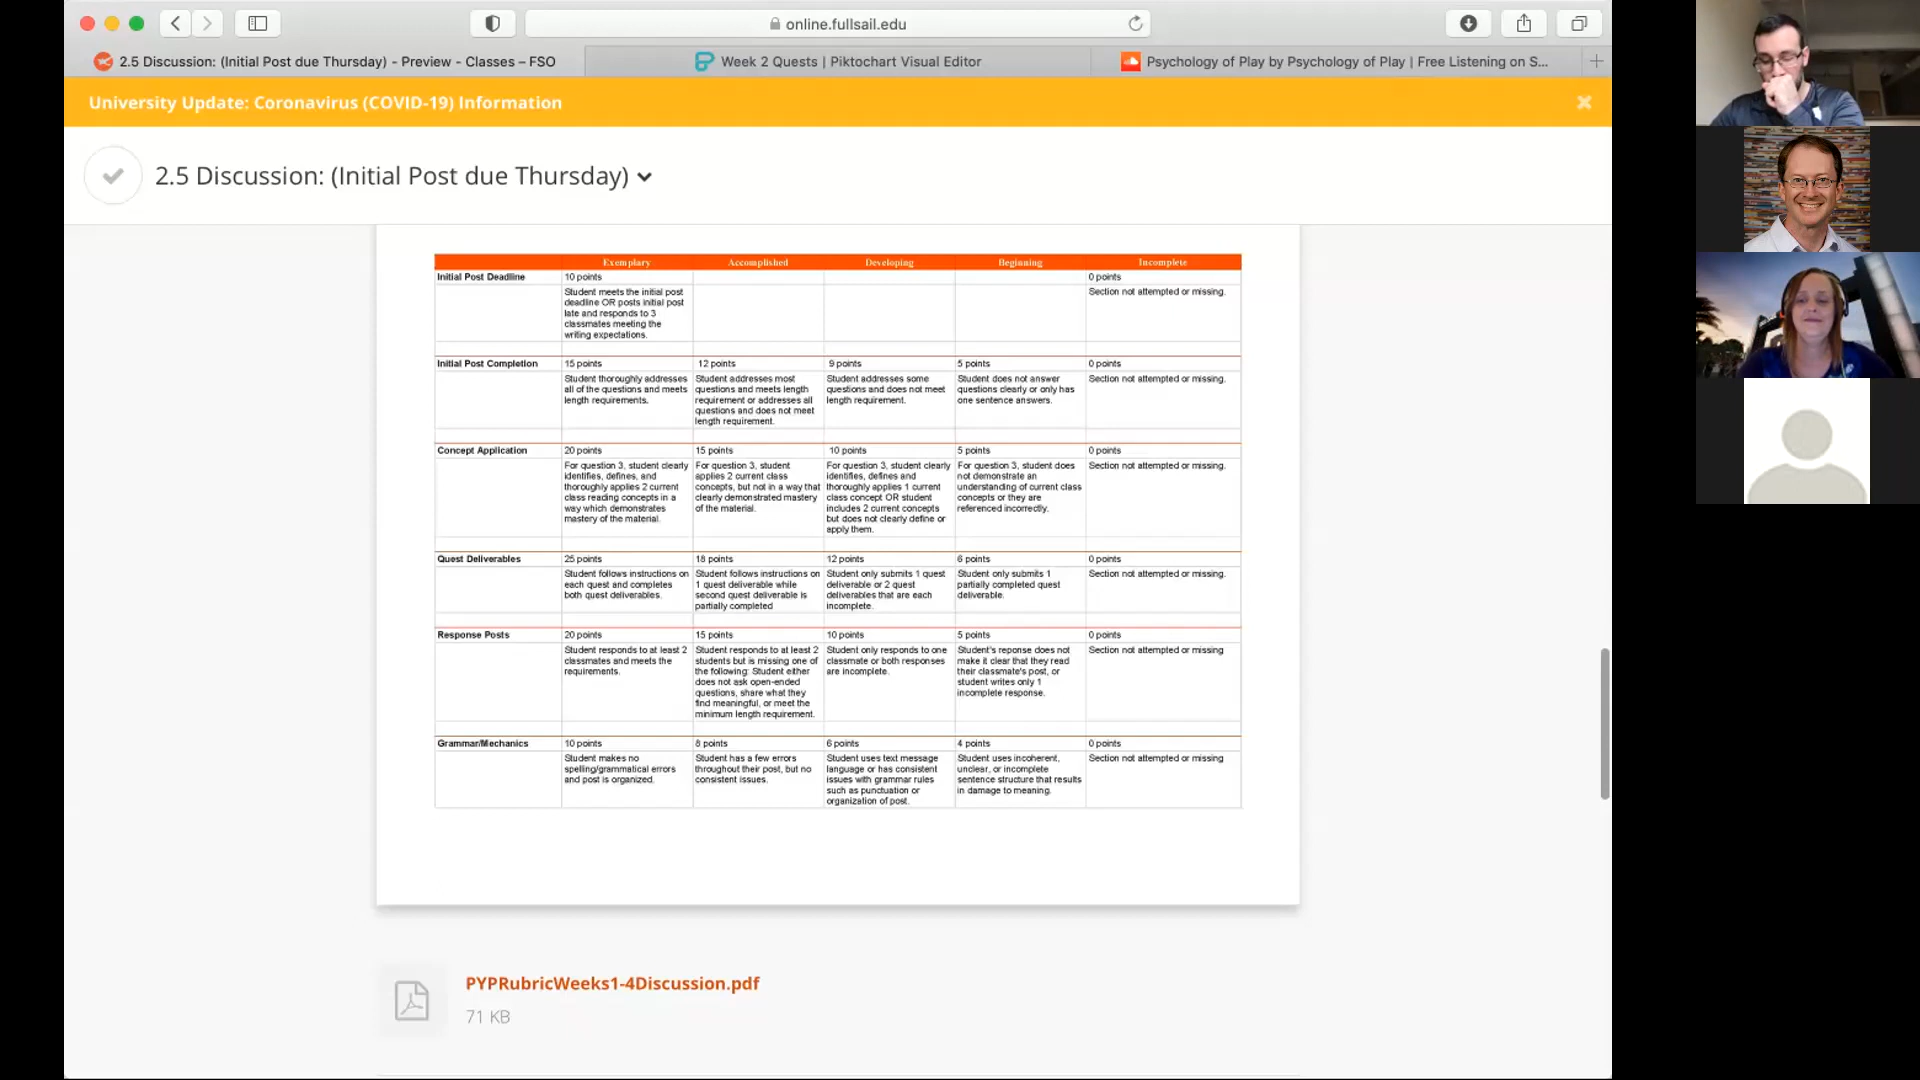 online.fullsail.edu
2.5 Discussion: (Initial Post due Thursday) - Preview - Classes – FSO
Week 2 Quests | Piktochart Visual Editor
Psychology of Play by Psychology of Play | Free Listening on S...
University Update: Coronavirus (COVID-19) Information
2.5 Discussion: (Initial Post due Thursday)
Exemplary Accomplished Developing Beginning Incomplete
Initial Post Deadline 10 points 0 points
Student meets the initial post
deadline OR posts initial post
late and responds to 3
classmates meeting the
writing expectations.
Section not attempted or missing.
Initial Post Completion 15 points 12 points 9 points 5 points 0 points
Student thoroughly addresses
all of the questions and meets
length requirements.
Student addresses most
questions and meets length
requirement or addresses all
questions and does not meet
length requirement.
Student addresses some
questions and does not meet
length requirement.
Student does not answer
questions clearly or only has
one sentence answers.
Section not attempted or missing.
Concept Application 20 points 15 points 10 points 5 points 0 points
For question 3, student clearly
identifies, defines, and
thoroughly applies 2 current
class reading concepts in a
way which demonstrates
mastery of the material.
For question 3, student
applies 2 current class
concepts, but not in a way that
clearly demonstrated mastery
of the material.
For question 3, student clearly
identifies, defines and
thoroughly applies 1 current
class concept OR student
includes 2 current concepts
but does not clearly define or
apply them.
For question 3, student does
not demonstrate an
understanding of current class
concepts or they are
referenced incorrectly.
Section not attempted or missing.
Quest Deliverables 25 points 18 points 12 points 6 points 0 points
Student follows instructions on
each quest and completes
both quest deliverables.
Student follows instructions on
1 quest deliverable while
second quest deliverable is
partially completed
Student only submits 1 quest
deliverable or 2 quest
deliverables that are each
incomplete.
Student only submits 1
partially completed quest
deliverable.
Section not attempted or missing.
Response Posts 20 points 15 points 10 points 5 points 0 points
Student responds to at least 2
classmates and meets the
requirements.
Student responds to at least 2
students but is missing one of
the following: Student either
does not ask open-ended
questions, share what they
find meaningful, or meet the
minimum length requirement.
Student only responds to one
classmate or both responses
are incomplete.
Student's reponse does not
make it clear that they read
their classmate's post, or
student writes only 1
incomplete response.
Section not attempted or missing
Grammar/Mechanics 10 points 8 points 6 points 4 points 0 points
Student makes no
spelling/grammatical errors
and post is organized.
Student has a few errors
throughout their post, but no
consistent issues.
Student uses text message
language or has consistent
issues with grammar rules
such as punctuation or
organization of post.
Student uses incoherent,
unclear, or incomplete
sentence structure that results
in damage to meaning.
Section not attempted or missing
PYPRubricWeeks1-4Discussion.pdf
71 KB